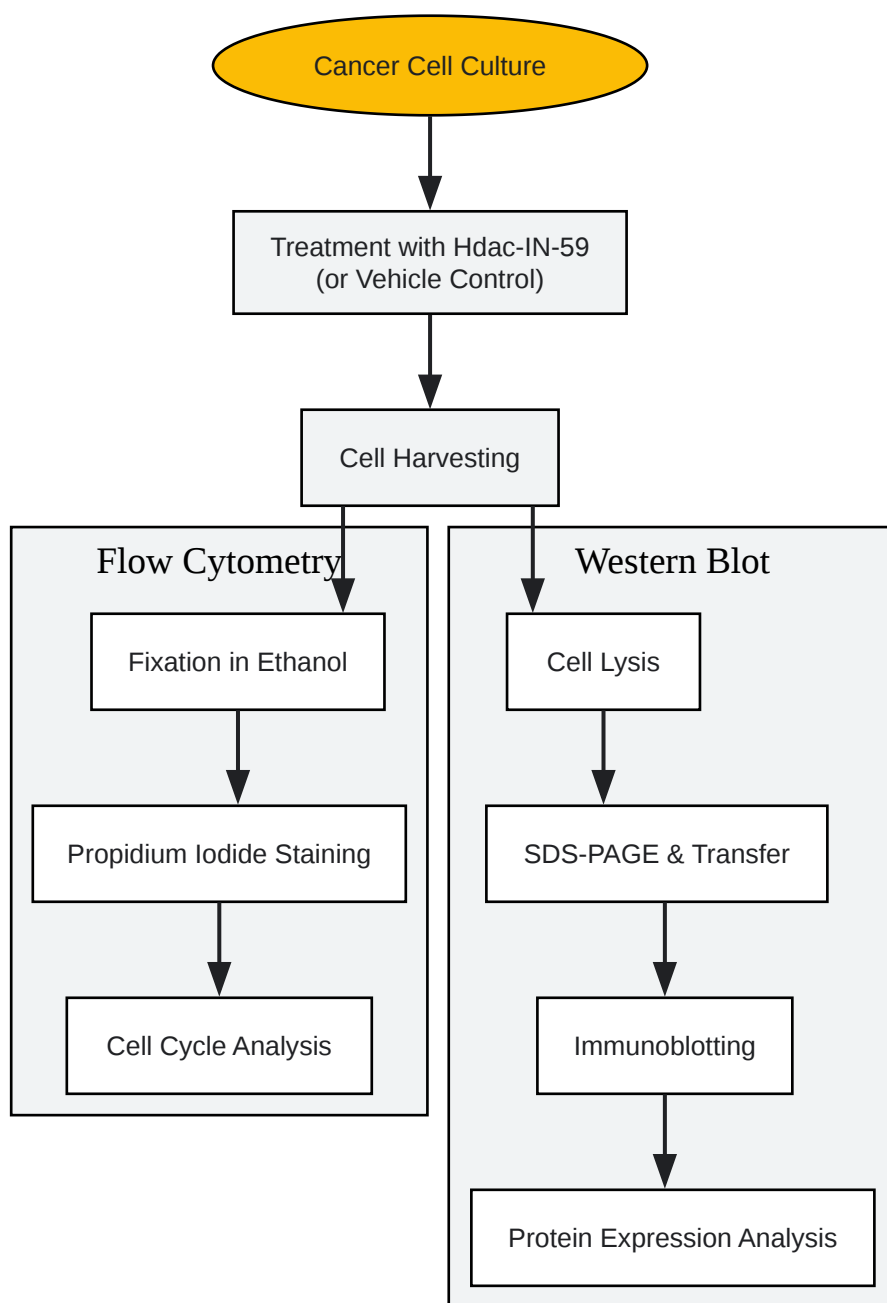 Cancer Cell Culture
Treatment with Hdac-IN-59
(or Vehicle Control)
Cell Harvesting
Flow Cytometry
Fixation in Ethanol
Propidium Iodide Staining
Cell Cycle Analysis
Western Blot
Cell Lysis
SDS-PAGE & Transfer
Immunoblotting
Protein Expression Analysis